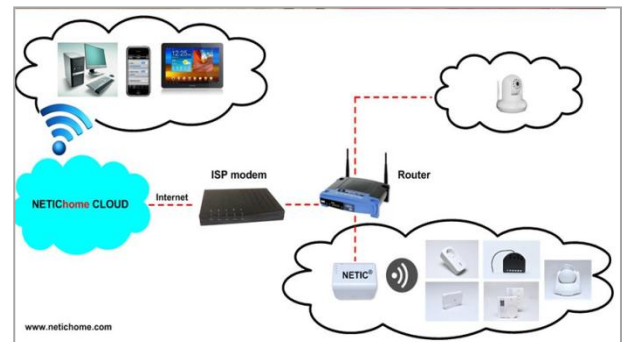 ISP modem
Router
Internet
NETIChome CLOUD
NETIC®
www.netichome.com